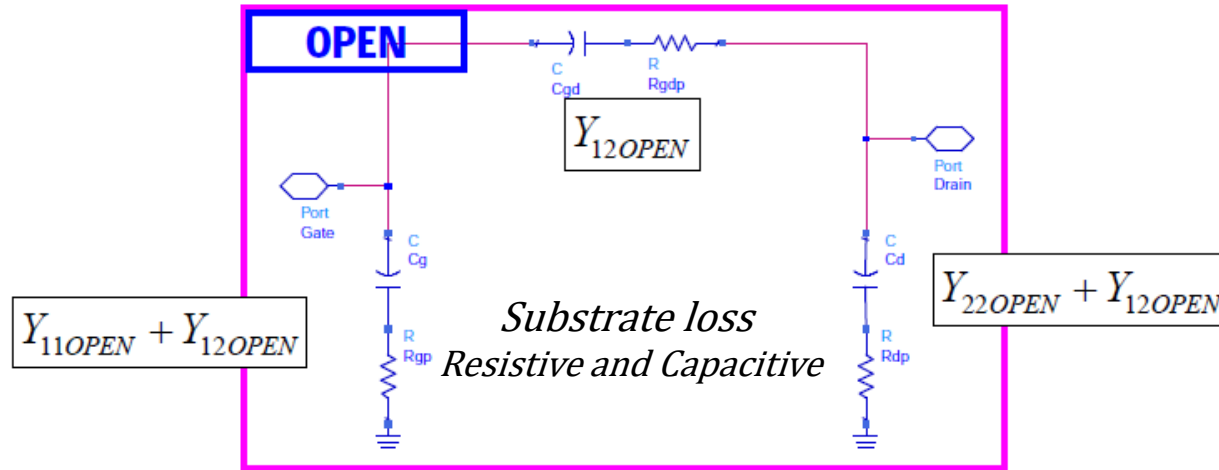 OPEN
C
Cgd
R
Rgdp
Y12OPEN
Port
Drain
Port
Gate
C
Cg
C
Cd
Y11OPEN + Y12OPEN
Y22OPEN + Y12OPEN
Substrate loss
Resistive and Capacitive
R
Rgp
R
Rdp